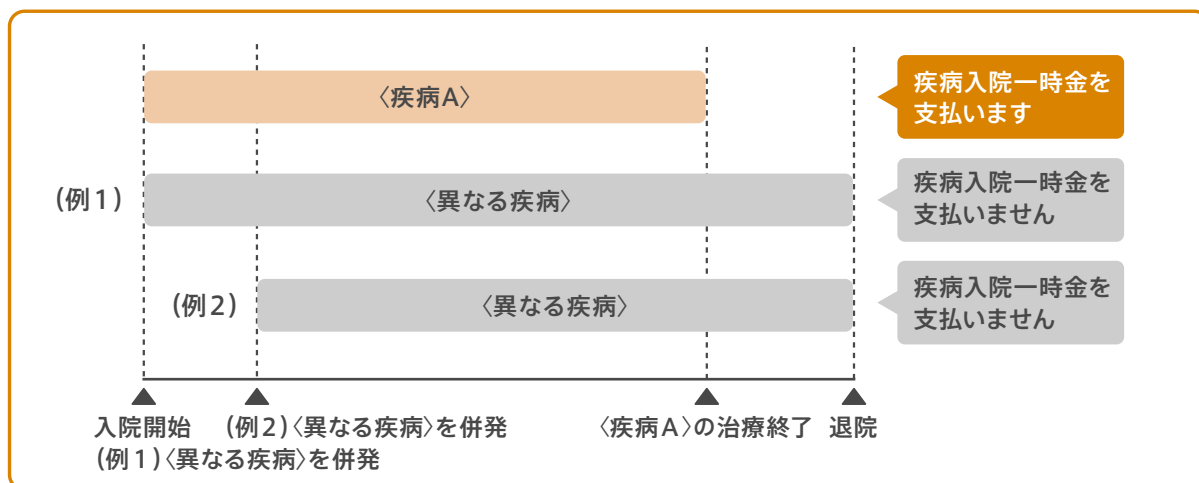 〈疾病A〉
疾病入院一時金を
支払います
(例1)
〈異なる疾病〉
疾病入院一時金を
支払いません
(例2)
〈異なる疾病〉
疾病入院一時金を
支払いません
入院開始
(例1)〈異なる疾病〉を併発
(例2)〈異なる疾病〉を併発
〈疾病A〉の治療終了
退院